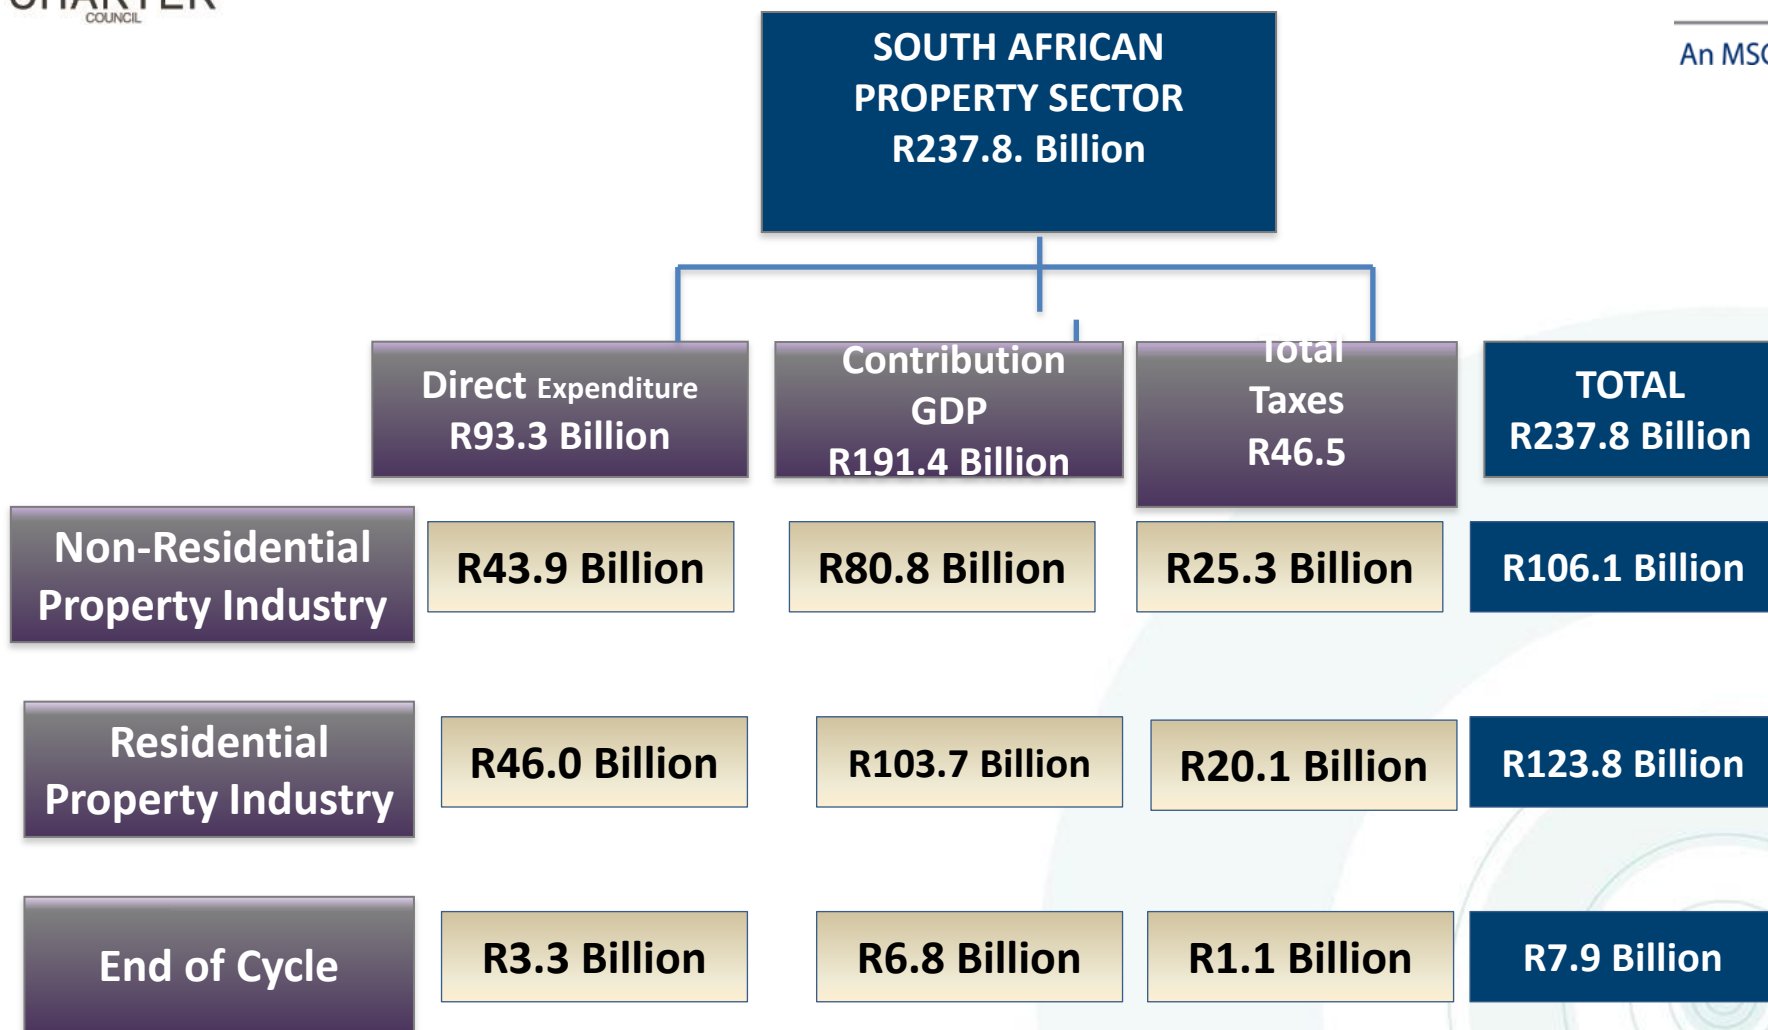 COUNCIL
An
SOUTH AFRICAN
PROPERTY SECTOR
R237.8. Billion
Direct Expenditure
R93.3 Billion
Contribution
GDP
R191.4 Billion
Total
Taxes
R46.5
TOTAL
R237.8 Billion
Non-Residential
Property Industry
R43.9 Billion
R80.8 Billion
R25.3 Billion
R106.1 Billion
Residential
Property Industry
R46.0 Billion
R103.7 Billion
R20.1 Billion
R123.8 Billion
End of Cycle
R3.3 Billion
R6.8 Billion
R1.1 Billion
R7.9 Billion